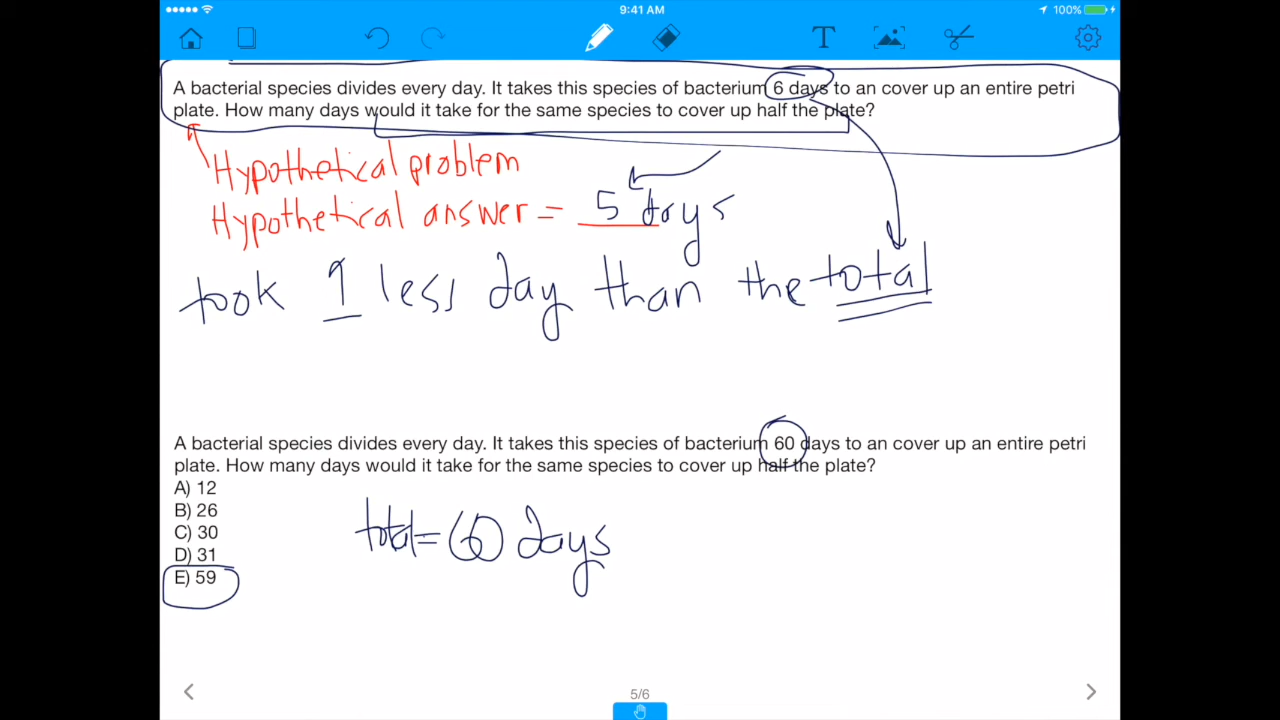 9:41 AM
100%
T
A bacterial species divides every day. It takes this species of bacterium 6 days to an cover up an entire petri
plate. How many days would it take for the same species to cover up half the plate?
Hypothetical problem
Hypothetical answer = 5 days
took 1 less day than the total
A bacterial species divides every day. It takes this species of bacterium 60 days to an cover up an entire petri
plate. How many days would it take for the same species to cover up half the plate?
A) 12
B) 26
C) 30
D) 31
E) 59
total = 60 days
5/6